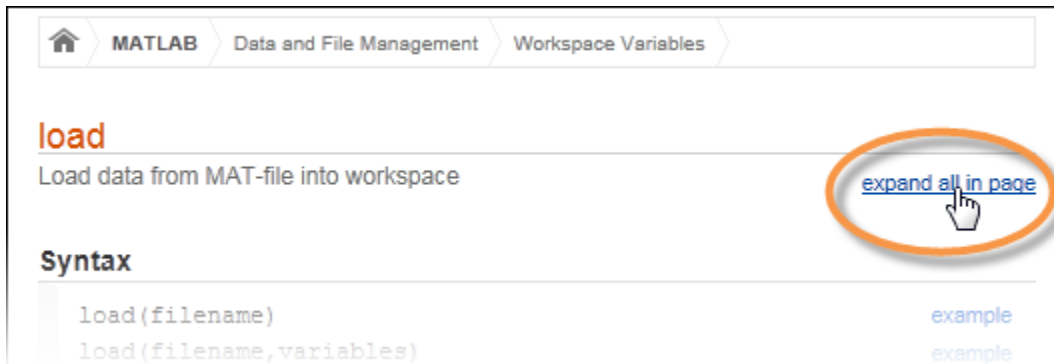 MATLAB Data and File Management Workspace Variables
load
Load data from MAT-file into workspace
expand all in page
Syntax
load(filename) example
load(filename,variables) example